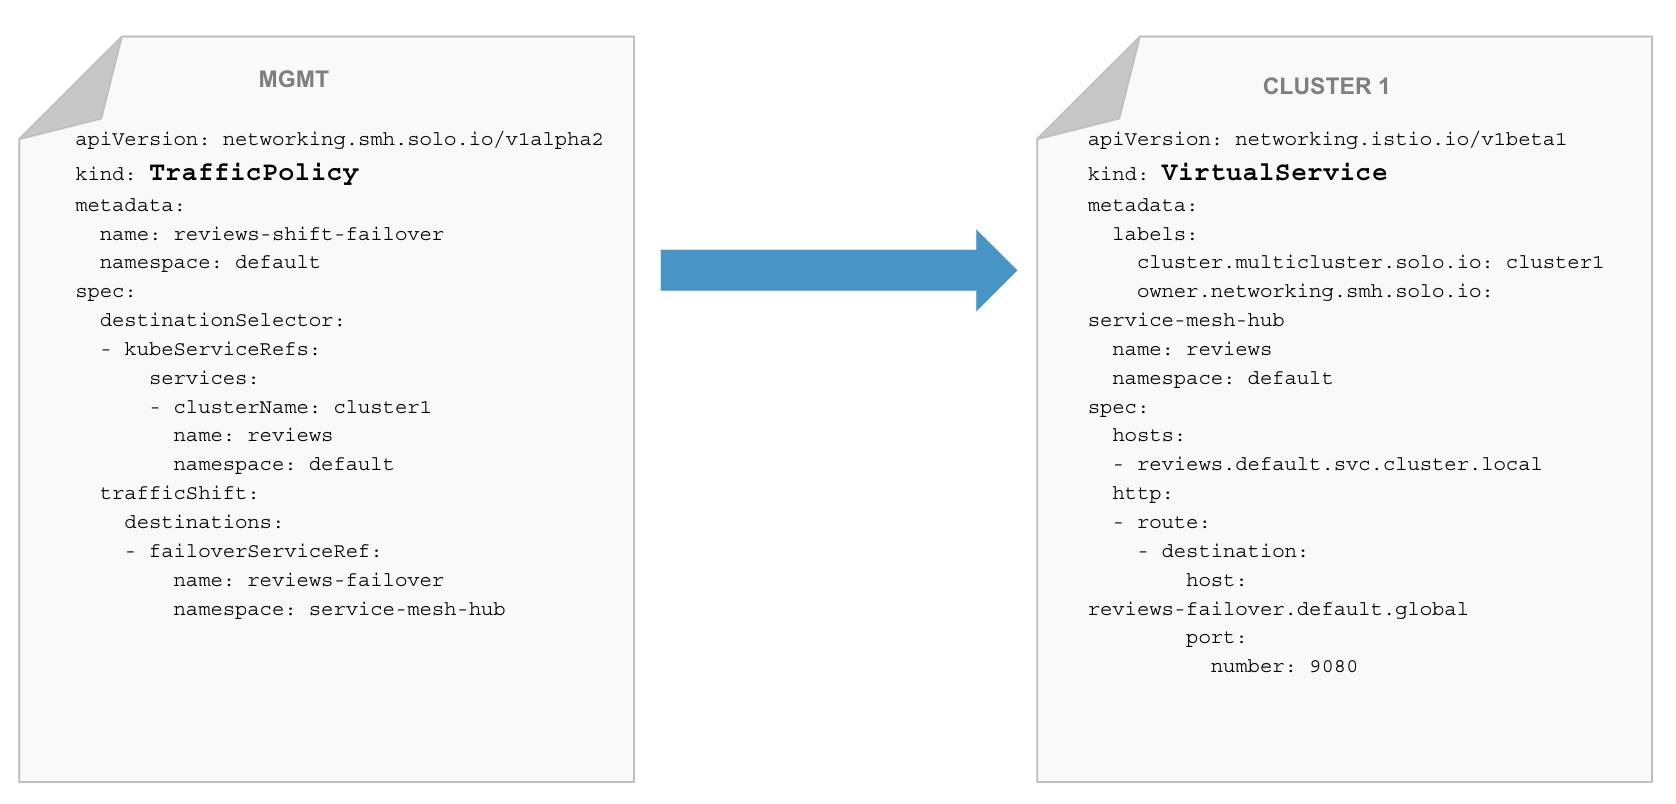 MGMT
apiVersion: networking.smh.solo.io/v1alpha2
kind: TrafficPolicy
metadata:
  name: reviews-shift-failover
  namespace: default
spec:
  destinationSelector:
  - kubeServiceRefs:
      services:
      - clusterName: cluster1
        name: reviews
        namespace: default
  trafficShift:
    destinations:
    - failoverServiceRef:
        name: reviews-failover
        namespace: service-mesh-hub
CLUSTER 1
apiVersion: networking.istio.io/v1beta1
kind: VirtualService
metadata:
  labels:
    cluster.multicluster.solo.io: cluster1
    owner.networking.smh.solo.io:
service-mesh-hub
  name: reviews
  namespace: default
spec:
  hosts:
  - reviews.default.svc.cluster.local
  http:
  - route:
    - destination:
        host:
reviews-failover.default.global
        port:
          number: 9080